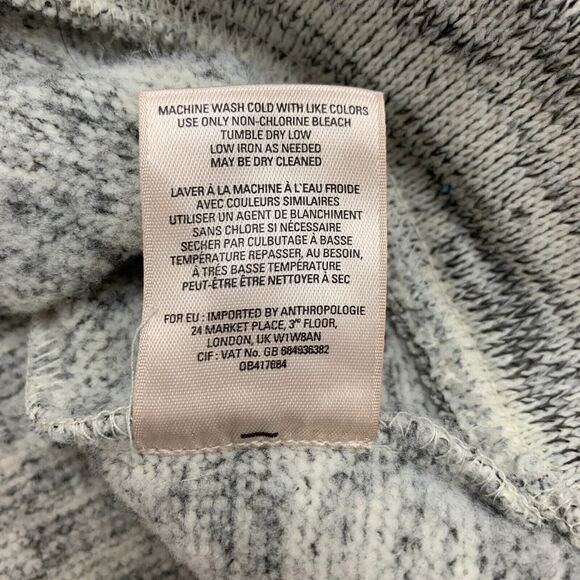 MACHINE WASH COLD WITH LIKE COLORS
USE ONLY NON-CHLORINE BLEACH
TUMBLE DRY LOW
LOW IRON AS NEEDED
MAY BE DRY CLEANED
LAVER À LA MACHINE À L'EAU FROIDE
AVEC COULEURS SIMILAIRES
UTILISER UN AGENT DE BLANCHIMENT
SANS CHLORE SI NÉCESSAIRE
SECHER PAR CULBUTAGE À BASSE
TEMPÉRATURE REPASSER, AU BESOIN,
À TRÈS BASSE TEMPÉRATURE
PEUT-ÊTRE ÊTRE NETTOYER À SEC
FOR EU : IMPORTED BY ANTHROPOLOGIE
24 MARKET PLACE, 3RD FLOOR,
LONDON, UK W1W8AN
CIF : VAT No. GB 684936382
OB417684